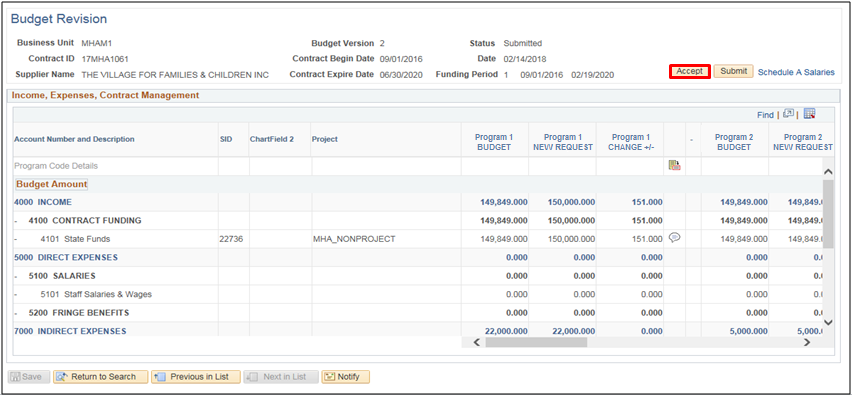 Budget Revision
Business Unit MHAM1 Budget Version 2 Status Submitted
Contract ID 17MHA1061 Contract Begin Date 09/01/2016 Date 02/14/2018
Supplier Name THE VILLAGE FOR FAMILIES & CHILDREN INC Contract Expire Date 06/30/2020 Funding Period 1 09/01/2016 02/19/2020 Accept Submit Schedule A Salaries
Income, Expenses, Contract Management
Find | |
Account Number and Description SID ChartField 2 Project Program 1 BUDGET Program 1 NEW REQUEST Program 1 CHANGE +/- - Program 2 BUDGET Program 2 NEW REQUEST
Program Code Details
Budget Amount
4000 INCOME 149,849.000 150,000.000 151.000 149,849.000 149,849.
- 4100 CONTRACT FUNDING 149,849.000 150,000.000 151.000 149,849.000 149,849.
- 4101 State Funds 22736 MHA_NONPROJECT 149,849.000 150,000.000 151.000 149,849.000 149,849.
5000 DIRECT EXPENSES 0.000 0.000 0.000 0.000 0.
- 5100 SALARIES 0.000 0.000 0.000 0.000 0.
- 5101 Staff Salaries & Wages 0.000 0.000 0.000 0.000 0.
- 5200 FRINGE BENEFITS 0.000 0.000 0.000 0.000 0.
7000 INDIRECT EXPENSES 22,000.000 22,000.000 0.000 5,000.000 5,000.
Save Return to Search Previous in List Next in List Notify